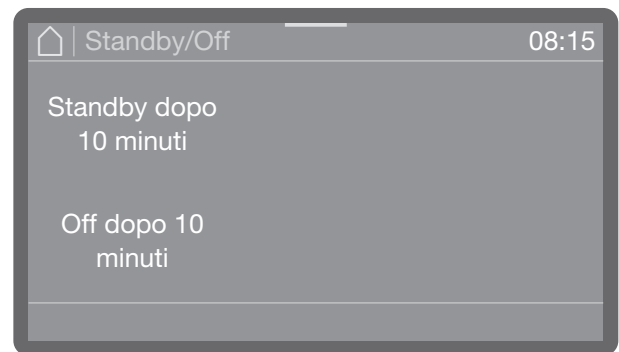 Standby/Off 08:15
Standby dopo
10 minuti
Off dopo 10
minuti